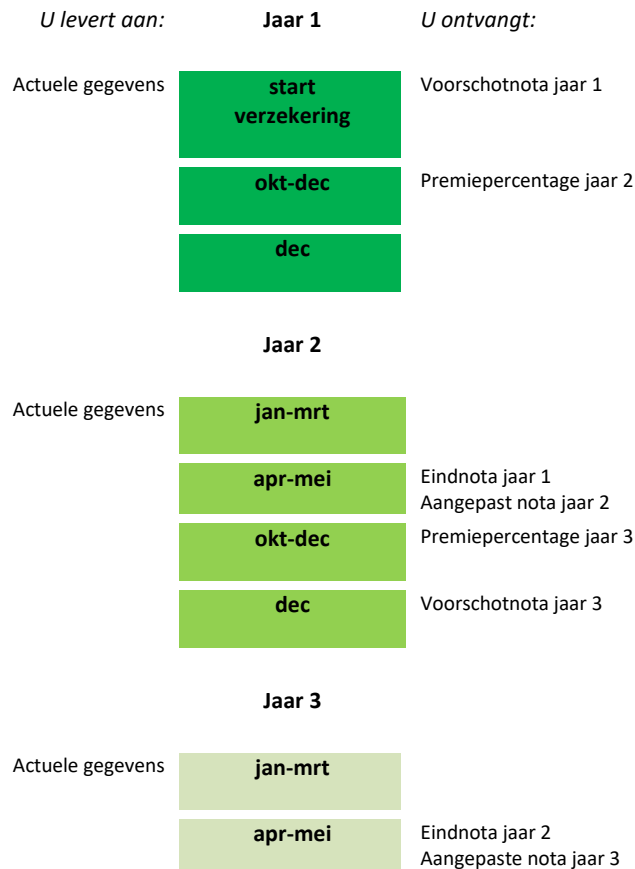 U levert aan: Jaar 1 U ontvangt:
Actuele gegevens start Voorschotnota jaar 1
verzekering
okt-dec Premiepercentage jaar 2
dec
Jaar 2
Actuele gegevens jan-mrt
apr-mei Eindnota jaar 1
Aangepast nota jaar 2
okt-dec Premiepercentage jaar 3
dec Voorschotnota jaar 3
Jaar 3
Actuele gegevens jan-mrt
apr-mei Eindnota jaar 2
Aangepaste nota jaar 3